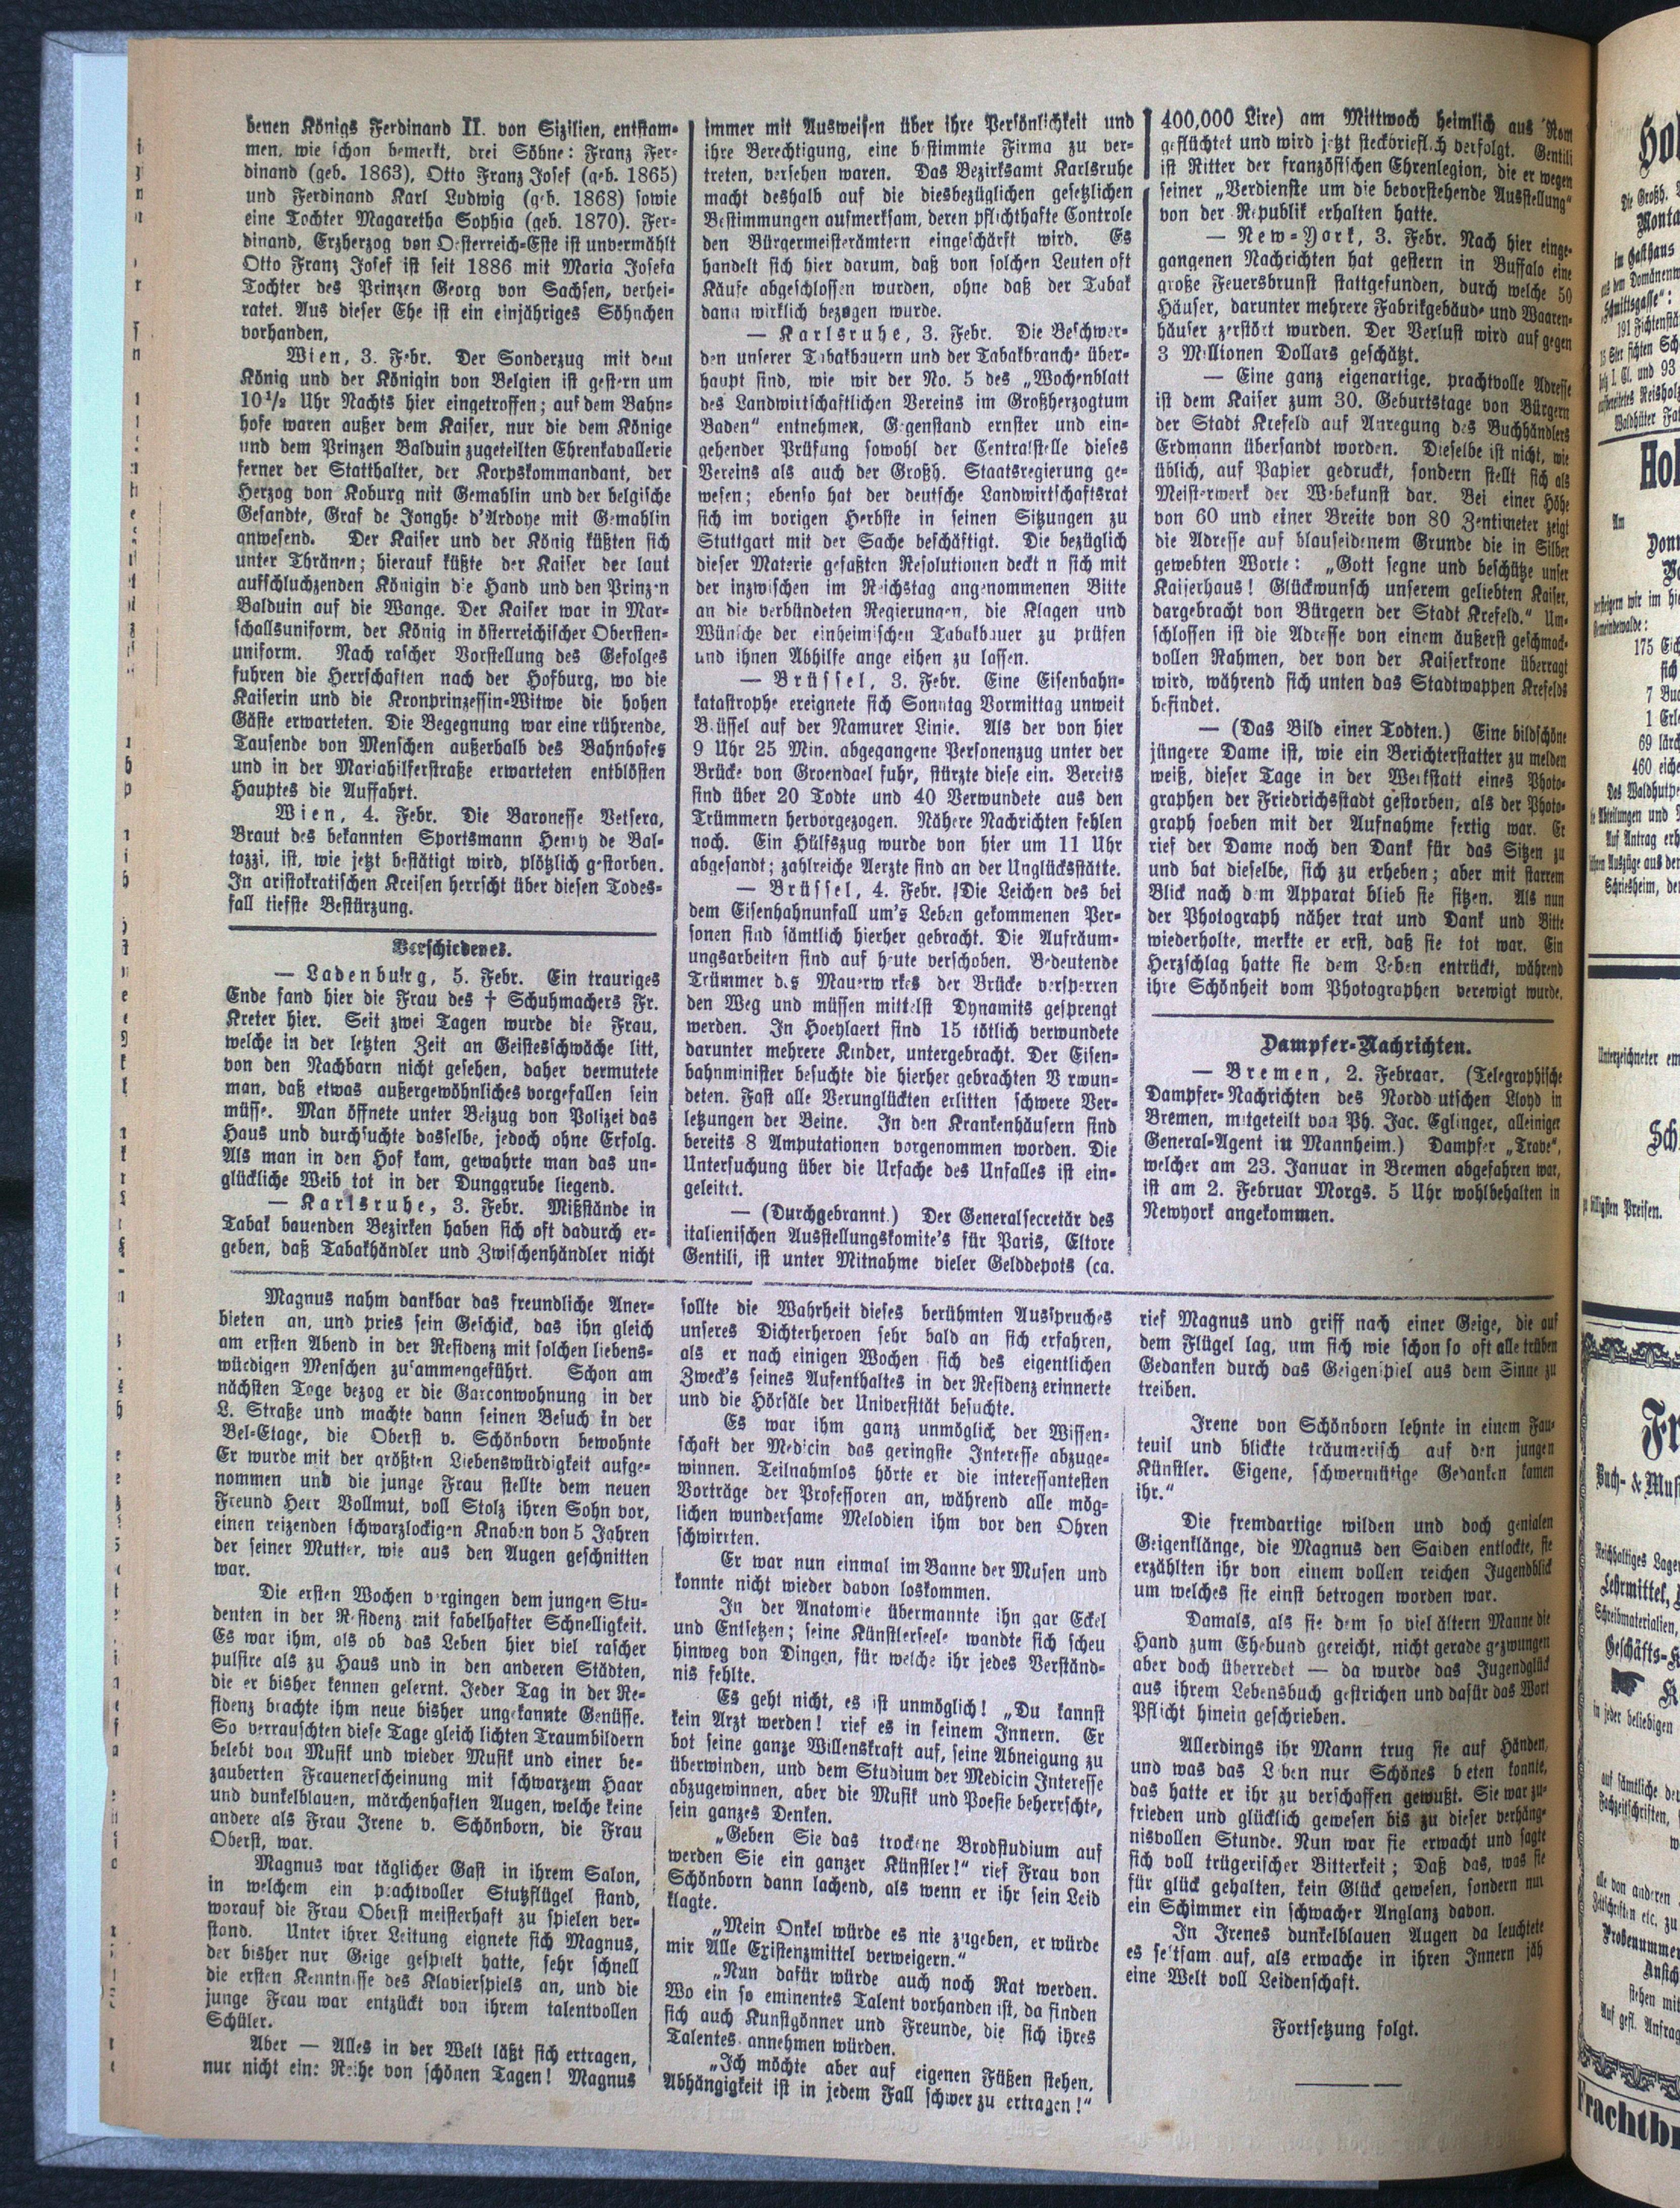 benen Königs Ferdinand II. von Sizilien, entstam-
men, wie schon bemerkt, drei Söhne: Franz Fer-
dinand (geb. 1863), Otto Franz Josef (geb. 1865)
und Ferdinand Karl Ludwig (geb. 1868) sowie
eine Tochter Magaretha Sophia (geb. 1870). Fer-
dinand, Erzherzog von Oesterreich-Este ist unvermählt
Otto Franz Josef ist seit 1886 mit Maria Josefa
Tochter des Prinzen Georg von Sachsen, verhei-
ratet. Aus dieser Ehe ist ein einjähriges Söhnchen
vorhanden.
Wien, 3. Febr. Der Sonderzug mit dem
König und der Königin von Belgien ist gestern um
10½ Uhr Nachts hier eingetroffen; auf dem Bahn-
hofe waren außer dem Kaiser, nur die dem Könige
und dem Prinzen Balduin zugeteilten Ehrenkavallerie
ferner der Statthalter, der Korpskommandant, der
Herzog von Koburg mit Gemahlin und der belgische
Gesandte, Graf de Jonghe d'Ardoye mit Gemahlin
anwesend. Der Kaiser und der König küßten sich
unter Thränen; hierauf küßte der Kaiser der laut
aufschluchzenden Königin die Hand und den Prinzen
Balduin auf die Wange. Der Kaiser war in Mar-
schallsuniform, der König in österreichischer Obersten-
uniform. Nach rascher Vorstellung des Gefolges
fuhren die Herrschaften nach der Hofburg, wo die
Kaiserin und die Kronprinzessin-Witwe die hohen
Gäste erwarteten. Die Begegnung war eine rührende,
Tausende von Menschen außerhalb des Bahnhofes
und in der Mariahilferstraße erwarteten entblösten
Hauptes die Auffahrt.
Wien, 4. Febr. Die Baronesse Vetsera,
Braut des bekannten Sportsmann Henry de Bal-
tazzi, ist, wie jetzt bestätigt wird, plötzlich gestorben.
In aristokratischen Kreisen herrscht über diesen Todes-
fall tiefste Bestürzung.
Verschiedenes.
— Ladenburg, 5. Febr. Ein trauriges
Ende fand hier die Frau des † Schuhmachers Fr.
Kreter hier. Seit zwei Tagen wurde die Frau,
welche in der letzten Zeit an Geistesschwäche litt,
von den Nachbarn nicht gesehen, daher vermutete
man, daß etwas außergewöhnliches vorgefallen sein
müsse. Man öffnete unter Beizug von Polizei das
Haus und durchsuchte dasselbe, jedoch ohne Erfolg.
Als man in den Hof kam, gewahrte man das un-
glückliche Weib tot in der Dunggrube liegend.
— Karlsruhe, 3. Febr. Mißstände in
Tabak bauenden Bezirken haben sich oft dadurch er-
geben, daß Tabakhändler und Zwischenhändler nicht
immer mit Ausweisen über ihre Persönlichkeit und
ihre Berechtigung, eine bestimmte Firma zu ver-
treten, versehen waren. Das Bezirksamt Karlsruhe
macht deshalb auf die diesbezüglichen gesetzlichen
Bestimmungen aufmerksam, deren pflichthafte Controle
den Bürgermeisterämtern eingeschärft wird. Es
handelt sich hier darum, daß von solchen Leuten oft
Käufe abgeschlossen wurden, ohne daß der Tabak
dann wirklich bezogen wurde.
— Karlsruhe, 3. Febr. Die Beschwer-
den unserer Tabakbauern und der Tabakbranche über-
haupt sind, wie wir der No. 5 des „Wochenblatt
des Landwirtschaftlichen Vereins im Großherzogtum
Baden" entnehmen, Gegenstand ernster und ein-
gehender Prüfung sowohl der Centralstelle dieses
Vereins als auch der Großh. Staatsregierung ge-
wesen; ebenso hat der deutsche Landwirtschaftsrat
sich im vorigen Herbste in seinen Sitzungen zu
Stuttgart mit der Sache beschäftigt. Die bezüglich
dieser Materie gefaßten Resolutionen deckt n sich mit
der inzwischen im Reichstag angenommenen Bitte
an die verbündeten Regierungen, die Klagen und
Wünsche der einheimischen Tabakbauer zu prüfen
und ihnen Abhilfe ange eihen zu lassen.
— Brüssel, 3. Febr. Eine Eisenbahn-
katastrophe ereignete sich Sonntag Vormittag unweit
Brüssel auf der Namurer Linie. Als der von hier
9 Uhr 25 Min. abgegangene Personenzug unter der
Brücke von Groendael fuhr, stürzte diese ein. Bereits
sind über 20 Todte und 40 Verwundete aus den
Trümmern hervorgezogen. Nähere Nachrichten fehlen
noch. Ein Hülfszug wurde von hier um 11 Uhr
abgesandt; zahlreiche Aerzte sind an der Unglücksstätte.
— Brüssel, 4. Febr. Die Leichen des bei
dem Eisenhahnunfall um's Leben gekommenen Per-
sonen sind sämtlich hierher gebracht. Die Aufräum-
ungsarbeiten sind auf heute verschoben. Bedeutende
Trümmer des Mauerw rkes der Brücke versperren
den Weg und müssen mittelst Dynamits gesprengt
werden. In Hoeylaert sind 15 tötlich verwundete
darunter mehrere Kinder, untergebracht. Der Eisen-
bahnminister besuchte die hierher gebrachten V rwun-
deten. Fast alle Verunglückten erlitten schwere Ver-
letzungen der Beine. In den Krankenhäusern sind
bereits 8 Amputationen vorgenommen worden. Die
Untersuchung über die Ursache des Unfalles ist ein-
geleitet.
— (Durchgebrannt.) Der Generalsecretär des
italienischen Ausstellungskomite's für Paris, Eltore
Gentili, ist unter Mitnahme vieler Gelddepots (ca.
400,000 Lire) am Mittwoch heimlich aus Rom
geflüchtet und wird jetzt steckbrieflich verfolgt. Gentili
ist Ritter der französischen Ehrenlegion, die er wegen
seiner „Verdienste um die bevorstehende Ausstellung"
von der Republik erhalten hatte.
— New-York, 3. Febr. Nach hier einge-
gangenen Nachrichten hat gestern in Buffalo eine
große Feuersbrunst stattgefunden, durch welche 50
Häuser, darunter mehrere Fabrikgebäude und Waaren-
häuser zerstört wurden. Der Verlust wird auf gegen
3 Millionen Dollars geschätzt.
— Eine ganz eigenartige, prachtvolle Adresse
ist dem Kaiser zum 30. Geburtstage von Bürgern
der Stadt Krefeld auf Anregung des Buchhändlers
Erdmann übersandt worden. Dieselbe ist nicht, wie
üblich, auf Papier gedruckt, sondern stellt sich als
Meisterwerk der Webekunst dar. Bei einer Höhe
von 60 und einer Breite von 80 Zentimeter zeigt
die Adresse auf blauseidenem Grunde die in Silber
gewebten Worte: „Gott segne und beschütze unser
Kaiserhaus! Glückwunsch unserem geliebten Kaiser,
dargebracht von Bürgern der Stadt Krefeld." Um-
schlossen ist die Adresse von einem äußerst geschmack-
vollen Rahmen, der von der Kaiserkrone überragt
wird, während sich unten das Stadtwappen Krefelds
befindet.
— (Das Bild einer Todten.) Eine bildschöne
jüngere Dame ist, wie ein Berichterstatter zu melden
weiß, dieser Tage in der Werkstatt eines Photo-
graphen der Friedrichsstadt gestorben, als der Photo-
graph soeben mit der Aufnahme fertig war. Er
rief der Dame noch den Dank für das Sitzen zu
und bat dieselbe, sich zu erheben; aber mit starrem
Blick nach dem Apparat blieb sie sitzen. Als nun
der Photograph näher trat und Dank und Bitte
wiederholte, merkte er erst, daß sie tot war. Ein
Herzschlag hatte sie dem Leben entrückt, während
ihre Schönheit vom Photographen verewigt wurde.
Dampfer-Nachrichten.
— Bremen, 2. Februar. (Telegraphische
Dampfer-Nachrichten des Nordd utschen Lloyd in
Bremen, mitgeteilt von Ph. Jac. Eglinger, alleiniger
General-Agent in Mannheim.) Dampfer „Trave",
welcher am 23. Januar in Bremen abgefahren war,
ist am 2. Februar Morgs. 5 Uhr wohlbehalten in
Newyork angekommen.
Magnus nahm dankbar das freundliche Aner-
bieten an, und pries sein Geschick, das ihn gleich
am ersten Abend in der Residenz mit solchen liebens-
würdigen Menschen zusammengeführt. Schon am
nächsten Tage bezog er die Garconwohnung in der
L. Straße und machte dann seinen Besuch in der
Bel-Etage, die Oberst v. Schönborn bewohnte
Er wurde mit der größten Liebenswürdigkeit aufge-
nommen und die junge Frau stellte dem neuen
Freund Herr Vollmut, voll Stolz ihren Sohn vor,
einen reizenden schwarzlockigen Knaben von 5 Jahren
der seiner Mutter, wie aus den Augen geschnitten
war.
Die ersten Wochen vergingen dem jungen Stu-
denten in der Residenz mit fabelhafter Schnelligkeit.
Es war ihm, als ob das Leben hier viel rascher
pulsire als zu Haus und in den anderen Städten,
die er bisher kennen gelernt. Jeder Tag in der Re-
sidenz brachte ihm neue bisher ungekannte Genüsse.
So verrauschten diese Tage gleich lichten Traumbildern
belebt von Musik und wieder Musik und einer be-
zauberten Frauenerscheinung mit schwarzem Haar
und dunkelblauen, märchenhaften Augen, welche keine
andere als Frau Irene v. Schönborn, die Frau
Oberst, war.
Magnus war täglicher Gast in ihrem Salon,
in welchem ein prachtvoller Stutzflügel stand,
worauf die Frau Oberst meisterhaft zu spielen ver-
stand. Unter ihrer Leitung eignete sich Magnus,
der bisher nur Geige gespielt hatte, sehr schnell
die ersten Kenntnisse des Klavierspiels an, und die
junge Frau war entzückt von ihrem talentvollen
Schüler.
Aber — Alles in der Welt läßt sich ertragen,
nur nicht eine Reihe von schönen Tagen! Magnus
sollte die Wahrheit dieses berühmten Ausspruches
unseres Dichterheroen sehr bald an sich erfahren,
als er nach einigen Wochen sich des eigentlichen
Zweck's seines Aufenthaltes in der Residenz erinnerte
und die Hörsäle der Universität besuchte.
Es war ihm ganz unmöglich der Wissen-
schaft der Medicin das geringste Interesse abzuge-
winnen. Teilnahmlos hörte er die interessantesten
Vorträge der Professoren an, während alle mög-
lichen wundersame Melodien ihm vor den Ohren
schwirrten.
Er war nun einmal im Banne der Musen und
konnte nicht wieder davon loskommen.
In der Anatomie übermannte ihn gar Eckel
und Entsetzen; seine Künstlerseele wandte sich scheu
hinweg von Dingen, für welche ihr jedes Verständ-
nis fehlte.
Es geht nicht, es ist unmöglich! „Du kannst
kein Arzt werden! rief es in seinem Innern. Er
bot seine ganze Willenskraft auf, seine Abneigung zu
überwinden, und dem Studium der Medicin Interesse
abzugewinnen, aber die Musik und Poesie beherrschte,
sein ganzes Denken.
„Geben Sie das trockene Brodstudium auf
werden Sie ein ganzer Künstler!" rief Frau von
Schönborn dann lachend, als wenn er ihr sein Leid
klagte.
„Mein Onkel würde es nie zugeben, er würde
mir Alle Existenzmittel verweigern."
„Nun dafür würde auch noch Rat werden.
Wo ein so eminentes Talent vorhanden ist, da finden
sich auch Kunstgönner und Freunde, die sich ihres
Talentes annehmen würden.
„Ich möchte aber auf eigenen Füßen stehen,
Abhängigkeit ist in jedem Fall schwer zu ertragen!"
rief Magnus und griff nach einer Geige, die auf
dem Flügel lag, um sich wie schon so oft alle trüben
Gedanken durch das Geigenspiel aus dem Sinne zu
treiben.
Irene von Schönborn lehnte in einem Fau-
teuil und blickte träumerisch auf den jungen
Künstler. Eigene, schwermütige Gedanken kamen
ihr."
Die fremdartige wilden und doch genialen
Geigenklänge, die Magnus den Saiden entlockte, sie
erzählten ihr von einem vollen reichen Jugendblick
um welches sie einst betrogen worden war.
Damals, als sie dem so viel ältern Manne die
Hand zum Ehebund gereicht, nicht gerade gezwungen
aber doch überredet — da wurde das Jugendglück
aus ihrem Lebensbuch gestrichen und dafür das Wort
Pflicht hinein geschrieben.
Allerdings ihr Mann trug sie auf Händen,
und was das L ben nur Schönes b eten konnte,
das hatte er ihr zu verschaffen gewußt. Sie war zu-
frieden und glücklich gewesen bis zu dieser verhäng-
nisvollen Stunde. Nun war sie erwacht und sagte
sich voll trügerischer Bitterkeit; Daß das, was sie
für glück gehalten, kein Glück gewesen, sondern nur
ein Schimmer ein schwacher Anglanz davon.
In Irenes dunkelblauen Augen da leuchtete
es seltsam auf, als erwache in ihren Innern jäh
eine Welt voll Leidenschaft.
Fortsetzung folgt.
Die Großh.
im Gasthaus
175
7
69
460
Auf Antrag
Schriesheim,
Unterzeichneter
zu billigsten Preisen.
Lehrmittel,
Schreibmaterialien,
in jeder beliebigen
auf sämtliche
Fachzeitschriften,
alle von anderen
Zeitschriften etc. zu
Probenummern
stehen mit
Auf gefl. Anfrag